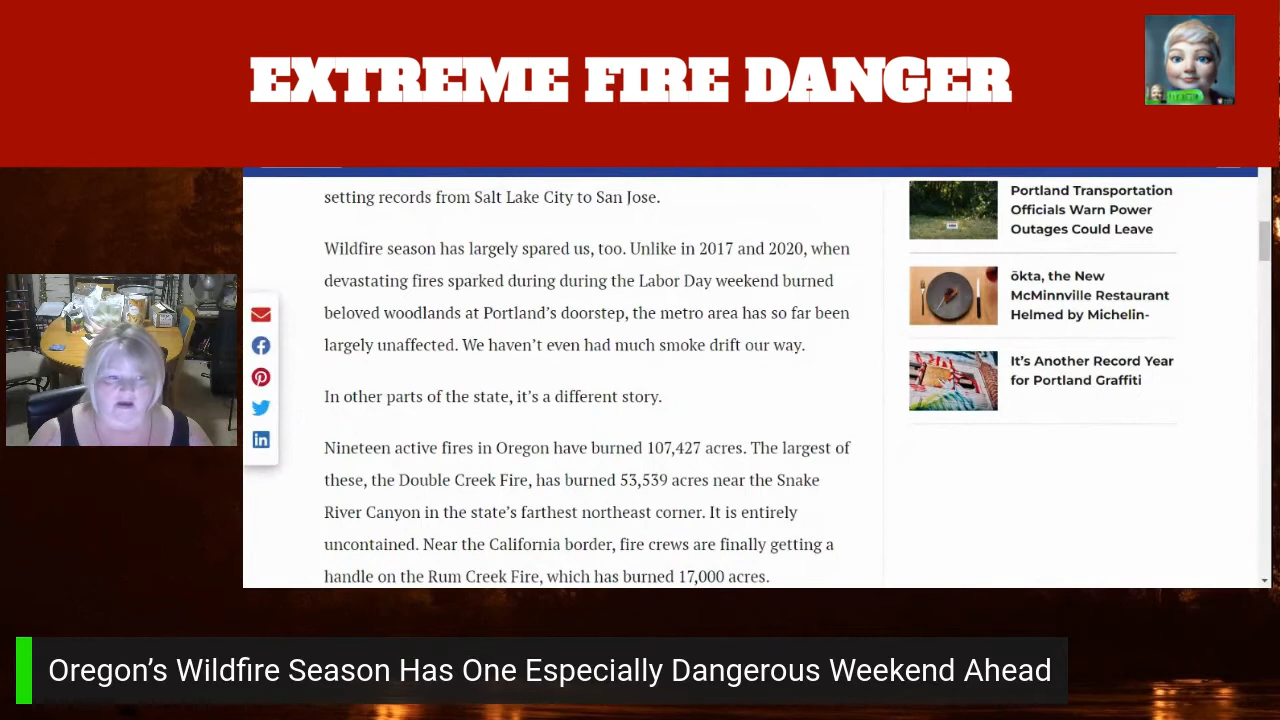 EXTREME FIRE DANGER
setting records from Salt Lake City to San Jose.
Wildfire season has largely spared us, too. Unlike in 2017 and 2020, when
devastating fires sparked during during the Labor Day weekend burned
beloved woodlands at Portland’s doorstep, the metro area has so far been
largely unaffected. We haven’t even had much smoke drift our way.
In other parts of the state, it’s a different story.
Nineteen active fires in Oregon have burned 107,427 acres. The largest of
these, the Double Creek Fire, has burned 53,539 acres near the Snake
River Canyon in the state’s farthest northeast corner. It is entirely
uncontained. Near the California border, fire crews are finally getting a
handle on the Rum Creek Fire, which has burned 17,000 acres.
Portland Transportation
Officials Warn Power
Outages Could Leave
ōkta, the New
McMinnville Restaurant
Helmed by Michelin-
It’s Another Record Year
for Portland Graffiti
Oregon’s Wildfire Season Has One Especially Dangerous Weekend Ahead